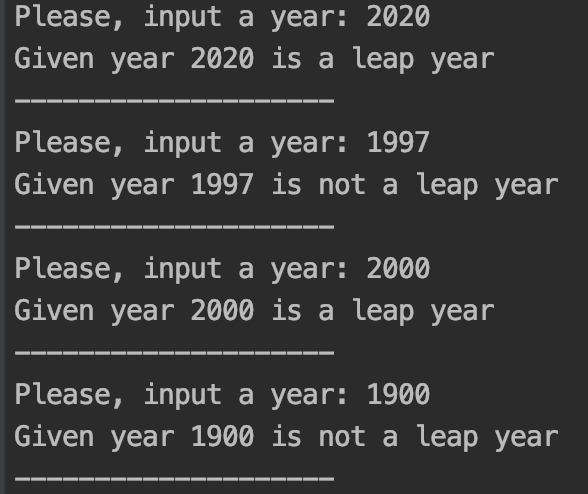 Please, input a year: 2020
Given year 2020 is a leap year
--------------------
Please, input a year: 1997
Given year 1997 is not a leap year
--------------------
Please, input a year: 2000
Given year 2000 is a leap year
--------------------
Please, input a year: 1900
Given year 1900 is not a leap year
--------------------